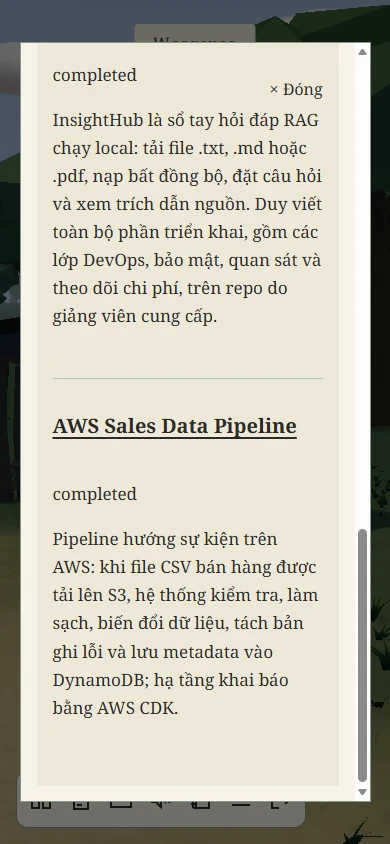 completed
× Đóng
InsightHub là sổ tay hỏi đáp RAG
chạy local: tải file .txt, .md hoặc
.pdf, nạp bất đồng bộ, đặt câu hỏi
và xem trích dẫn nguồn. Duy viết
toàn bộ phần triển khai, gồm các
lớp DevOps, bảo mật, quan sát và
theo dõi chi phí, trên repo do
giảng viên cung cấp.
AWS Sales Data Pipeline
completed
Pipeline hướng sự kiện trên
AWS: khi file CSV bán hàng được
tải lên S3, hệ thống kiểm tra, làm
sạch, biến đổi dữ liệu, tách bản
ghi lỗi và lưu metadata vào
DynamoDB; hạ tầng khai báo
bằng AWS CDK.